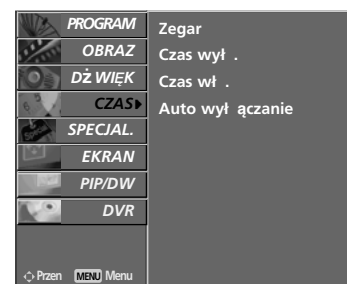 PROGRAM
OBRAZ
DŻ WIĘK
CZAS
SPECJAL.
EKRAN
PIP/DW
DVR
Przen MENU Menu
Zegar
Czas wył .
Czas wł .
Auto wył ączanie